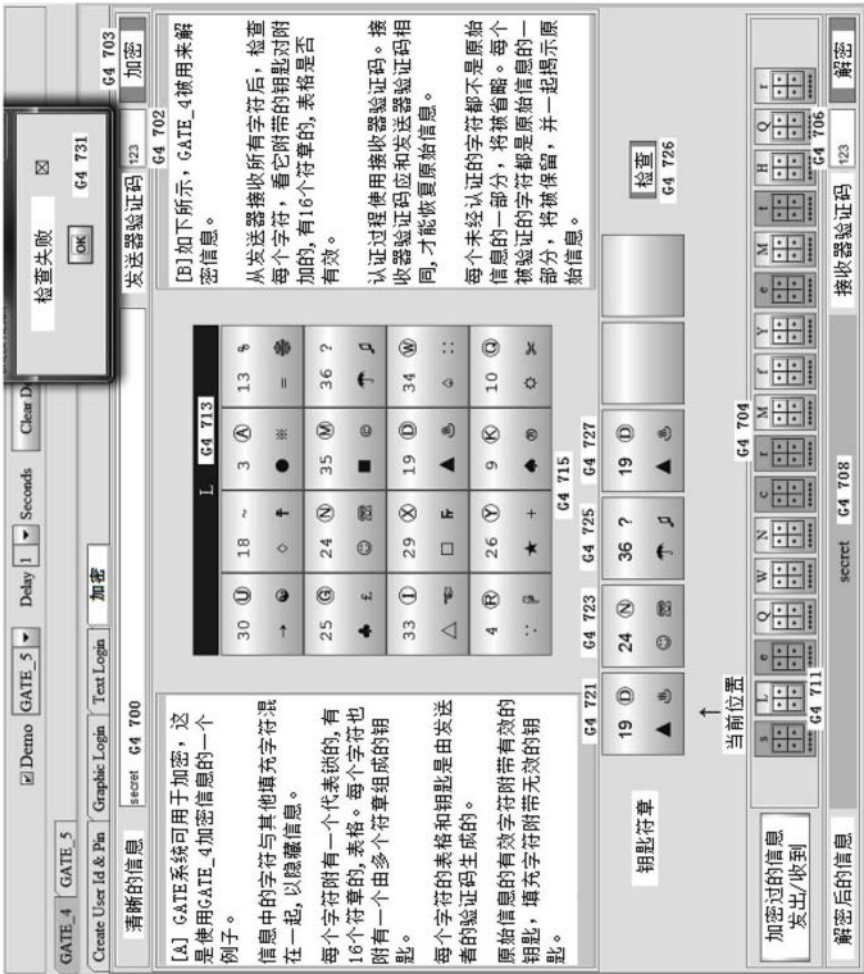 ☑ Demo GATE_5 ▼ Delay 1 ▼ Seconds Clear D
GATE_4 GATE_5
Create User Id & Pin Graphic Login Text Login 加密
检查失败 ☒
OK
G4 731
清晰的信息 secret G4 700 发送器验证码 123 加密 G4 703
G4 702
[A] GATE系统可用于加密，这
是使用GATE_4加密信息的一个
例子。
信息中的字符与其他填充字符混
在一起,以隐藏信息。
每个字符附有一个代表锁的,有
16个符章的,表格。每个字符也
附有一个由多个符章组成的钥
匙。
每个字符的表格和钥匙是由发送
者的验证码生成的。
原始信息的有效字符附带有效的
钥匙，填充字符附带无效的钥
匙。
L G4 713
30 Ⓤ 18 ~ 3 Ⓐ 13 %
→ ☯ ◇ ✝ ● ※ =
25 Ⓖ 24 Ⓝ 35 Ⓜ 36 ?
♣ £ ☺ ☏ ■ © ☂
33 Ⓘ 29 Ⓧ 19 Ⓓ 34 Ⓦ
△ ☜ □ ▲ ♨ ♤ ∷
4 Ⓡ 26 Ⓨ 9 Ⓚ 10 Ⓠ
★ + ♠ ® ☼ ✂
G4 715
[B]如下所示，GATE_4被用来解
密信息。
从发送器接收所有字符后，检查
每个字符，看它附带的钥匙对附
加的,有16个符章的,表格是否
有效。
认证过程使用接收器验证码。接
收器验证码应和发送器验证码相
同,才能恢复原始信息。
每个未经认证的字符都不是原始
信息的一部分，将被省略。每个
被验证的字符都是原始信息的一
部分，将被保留，并一起揭示原
始信息。
G4 721 G4 723 G4 725 G4 727
钥匙符章 19 Ⓓ 24 Ⓝ 36 ? 19 Ⓓ 检查
▲ ♨ ☺ ☏ ☂ ▲ ♨ G4 726
↑
当前位置
G4 704
加密过的信息
发出/收到
s L e Q W N c r M f Y e M t H Q r
G4 711 G4 706
解密后的信息 secret G4 708 接收器验证码 123 解密